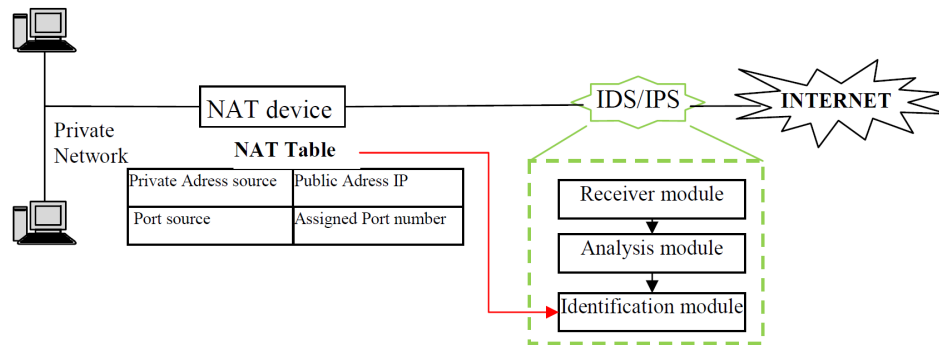 NAT device
IDS/IPS
INTERNET
Private
Network
NAT Table
Private Adress source
Public Adress IP
Port source
Assigned Port number
Receiver module
Analysis module
Identification module